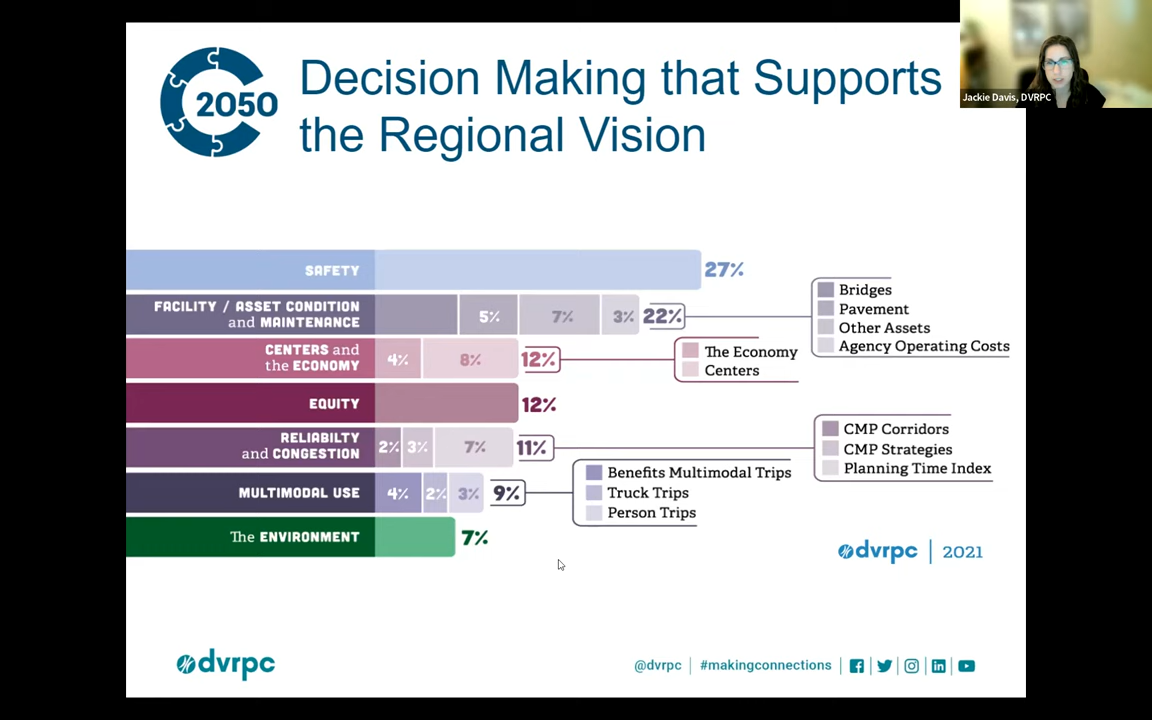 Jackie Davis, DVRPC
2050
Decision Making that Supports
the Regional Vision
SAFETY
27%
FACILITY / ASSET CONDITION
and MAINTENANCE
5%
7%
3%
22%
Bridges
Pavement
Other Assets
Agency Operating Costs
CENTERS and
the ECONOMY
4%
8%
12%
The Economy
Centers
EQUITY
12%
RELIABILTY
and CONGESTION
2%
3%
7%
11%
CMP Corridors
CMP Strategies
Planning Time Index
MULTIMODAL USE
4%
2%
3%
9%
Benefits Multimodal Trips
Truck Trips
Person Trips
The ENVIRONMENT
7%
dvrpc | 2021
dvrpc
@dvrpc | #makingconnections